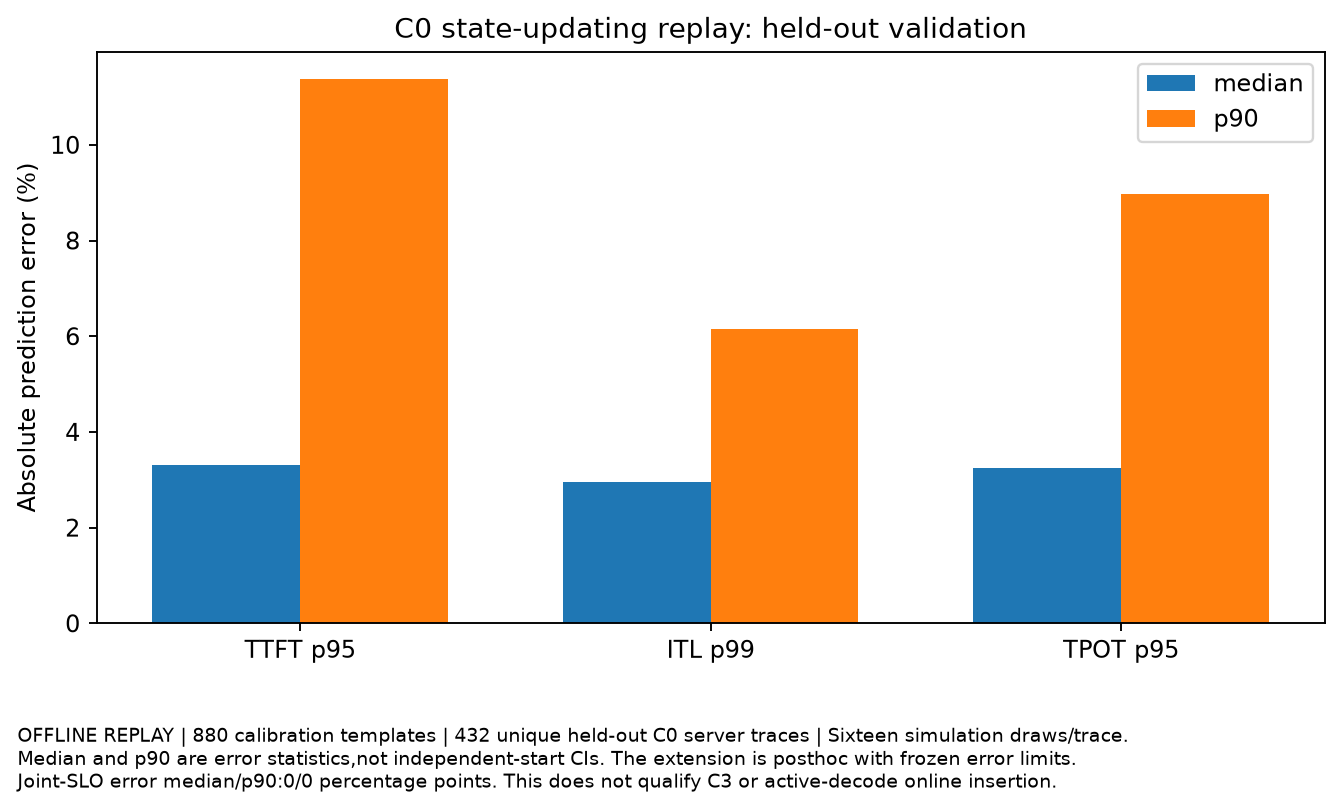 C0 state-updating replay: held-out validation
median
p90
Absolute prediction error (%)
10
8
6
4
2
0
TTFT p95
ITL p99
TPOT p95
OFFLINE REPLAY | 880 calibration templates | 432 unique held-out C0 server traces | Sixteen simulation draws/trace.
Median and p90 are error statistics,not independent-start CIs. The extension is posthoc with frozen error limits.
Joint-SLO error median/p90:0/0 percentage points. This does not qualify C3 or active-decode online insertion.